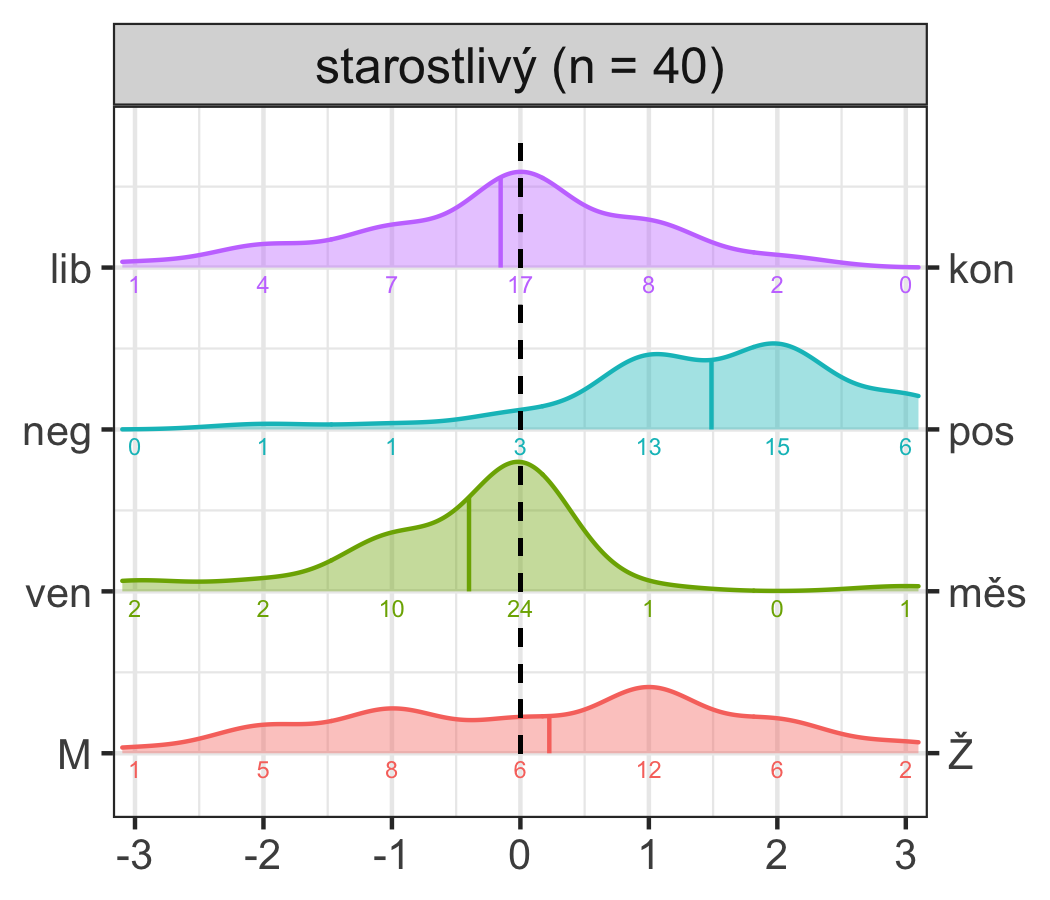 starostlivý (n = 40)
lib kon
1 4 7 17 8 2 0
neg pos
0 1 1 3 13 15 6
ven měs
2 2 10 24 1 0 1
M Ž
1 5 8 6 12 6 2
-3 -2 -1 0 1 2 3